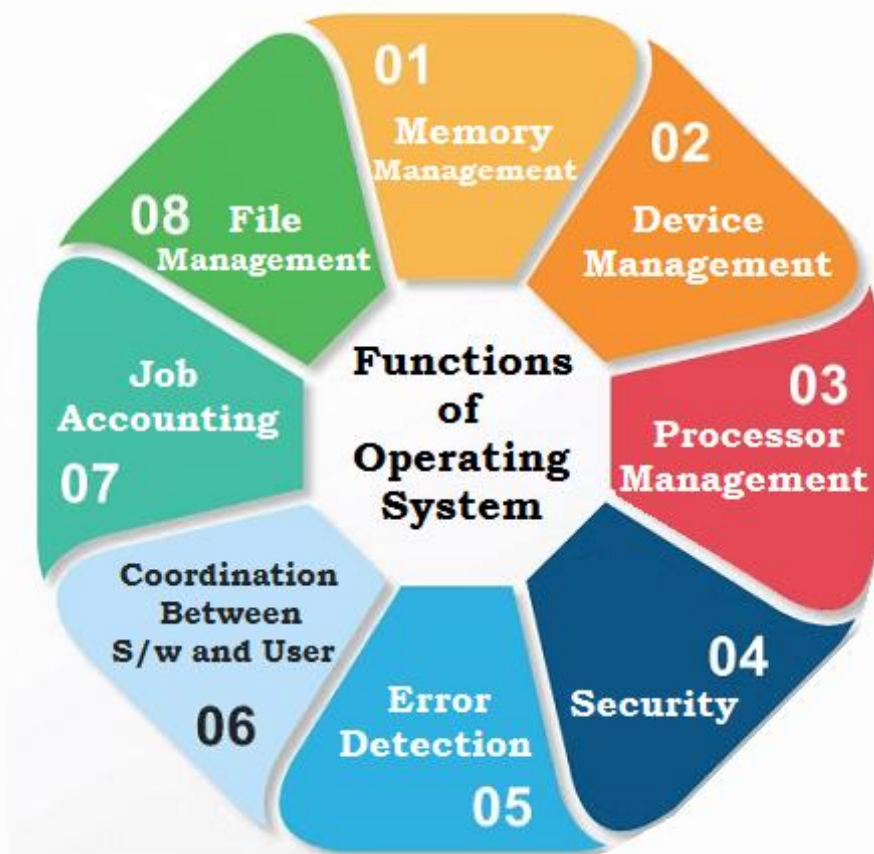 01
Memory
Management
02
Device
Management
03
Processor
Management
04
Security
Error
Detection
05
Coordination
Between
S/w and User
06
Job
Accounting
07
08 File
Management
Functions
of
Operating
System